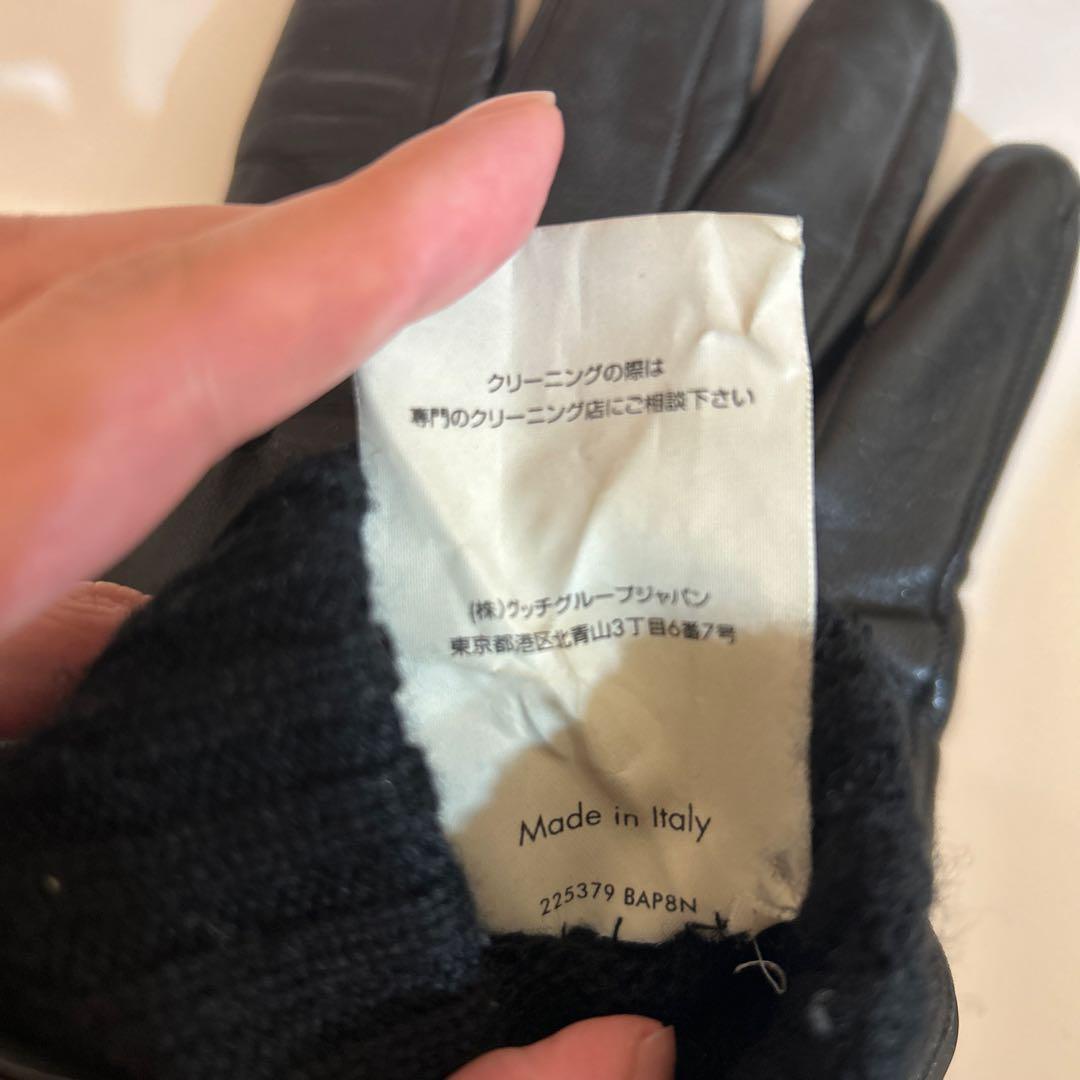 クリーニングの際は
専門のクリーニング店にご相談下さい
(株)グッチグループジャパン
東京都港区北青山3丁目6番7号
Made in Italy
225379 BAP8N